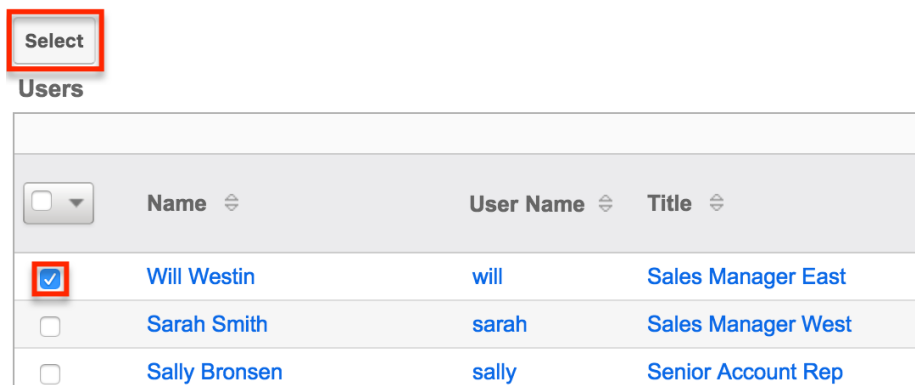 Select
Users
Name User Name Title
Will Westin will Sales Manager East
Sarah Smith sarah Sales Manager West
Sally Bronsen sally Senior Account Rep